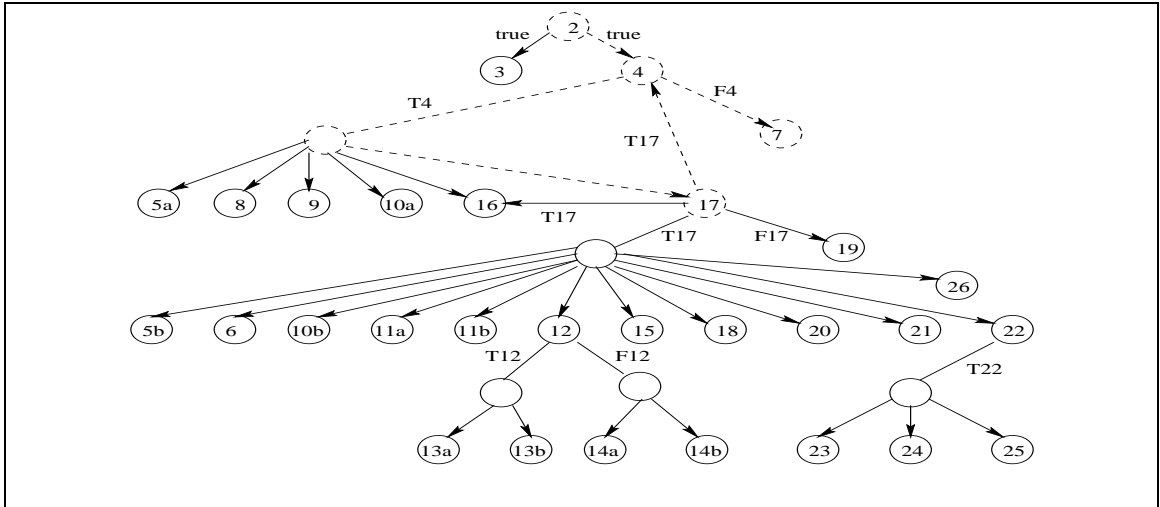 2
true true
3 4
T4 F4
7
T17
5a 8 9 10a 16 17
T17
T17 F17
19
26
5b 6 10b 11a 11b 12 15 18 20 21 22
T12 F12
T22
13a 13b 14a 14b 23 24 25